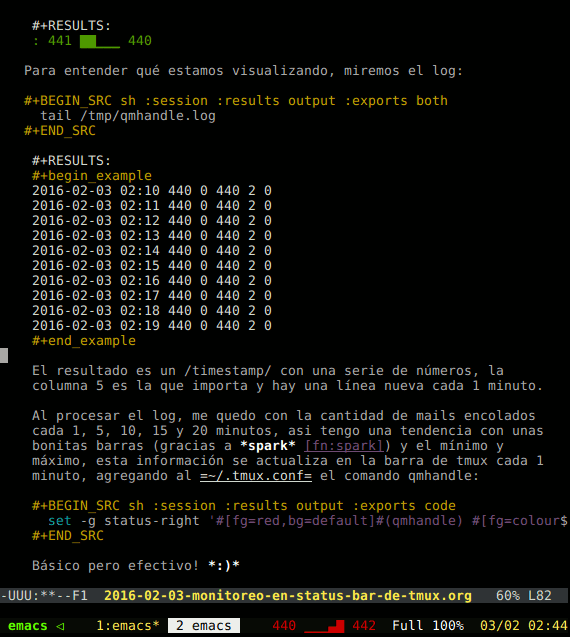 #+RESULTS:
: 441 █▇▁▁▁ 440
Para entender qué estamos visualizando, miremos el log:
#+BEGIN_SRC sh :session :results output :exports both
tail /tmp/qmhandle.log
#+END_SRC
#+RESULTS:
#+begin_example
2016-02-03 02:10 440 0 440 2 0
2016-02-03 02:11 440 0 440 2 0
2016-02-03 02:12 440 0 440 2 0
2016-02-03 02:13 440 0 440 2 0
2016-02-03 02:14 440 0 440 2 0
2016-02-03 02:15 440 0 440 2 0
2016-02-03 02:16 440 0 440 2 0
2016-02-03 02:17 440 0 440 2 0
2016-02-03 02:18 440 0 440 2 0
2016-02-03 02:19 440 0 440 2 0
#+end_example
El resultado es un /timestamp/ con una serie de números, la
columna 5 es la que importa y hay una línea nueva cada 1 minuto.
Al procesar el log, me quedo con la cantidad de mails encolados
cada 1, 5, 10, 15 y 20 minutos, asi tengo una tendencia con unas
bonitas barras (gracias a *spark* [fn:spark]) y el mínimo y
máximo, esta información se actualiza en la barra de tmux cada 1
minuto, agregando al =~/.tmux.conf= el comando qmhandle:
#+BEGIN_SRC sh :session :results output :exports code
set -g status-right '#[fg=red,bg=default]#(qmhandle) #[fg=colour$
#+END_SRC
Básico pero efectivo! *:)*
-UUU:**--F1 2016-02-03-monitoreo-en-status-bar-de-tmux.org 60% L82
emacs ◁ 1:emacs* 2 emacs 440 ▁▁▁▄█ 442 Full 100% 03/02 02:44